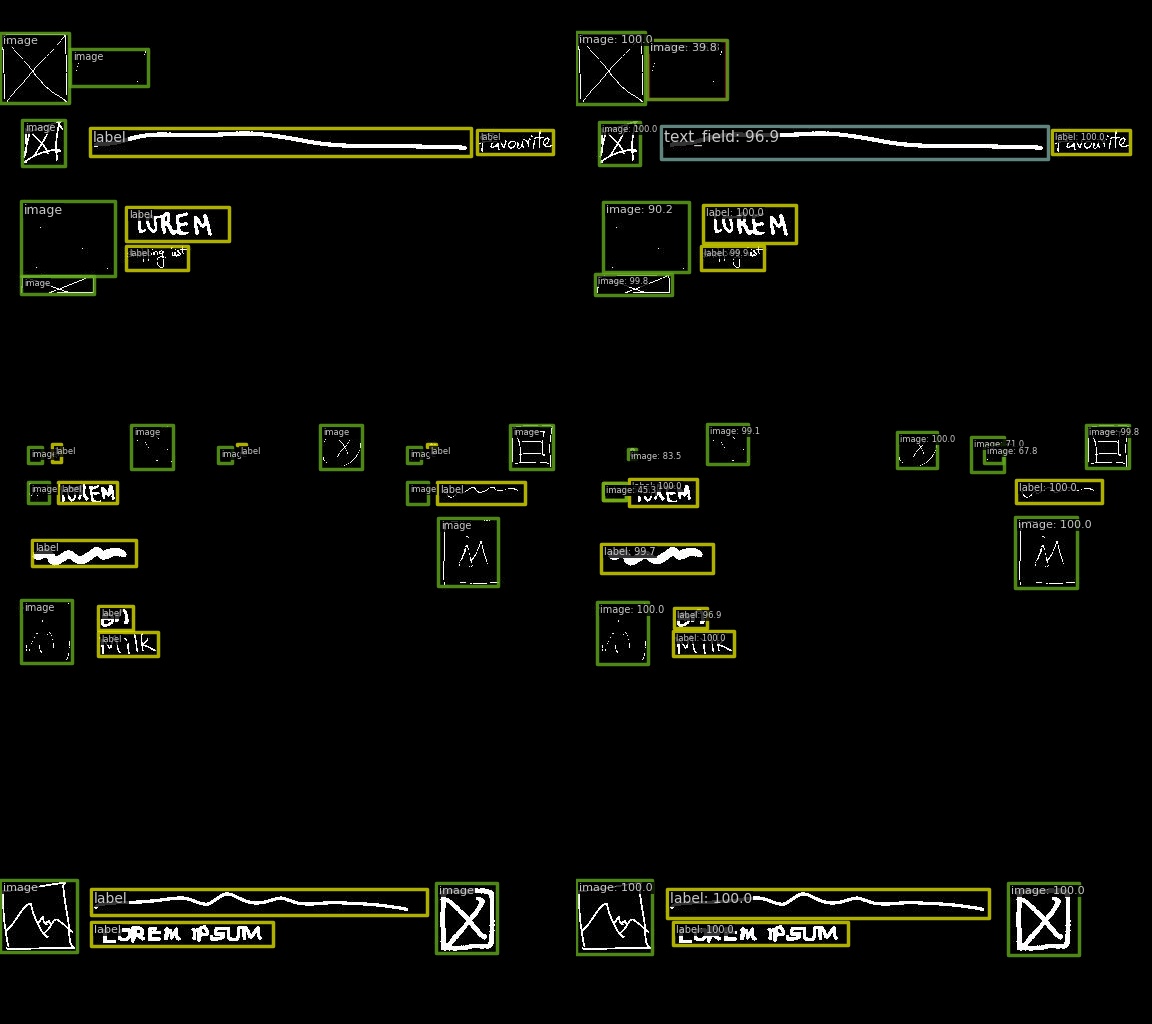 image image: 100.0
image image: 39.8
image label label image: 100.0 text_field: 96.9 label: 100.0
Favourite
image label image: 90.2 label: 100.0
LOREM LOREM
label label: 99.9
image image: 99.8
image label image image label image image label image image: 83.5 image: 99.1 image: 100.0 image: 67.8 image: 99.8
image label image label image: 45.3 label: 100.0
LOREM LOREM
image image: 100.0
label label: 99.7
image label image: 100.0 label: 96.9
label label: 100.0
Milk Milk
image label image image: 100.0 label: 100.0 image: 100.0
label label: 100.0
LOREM IPSUM LOREM IPSUM